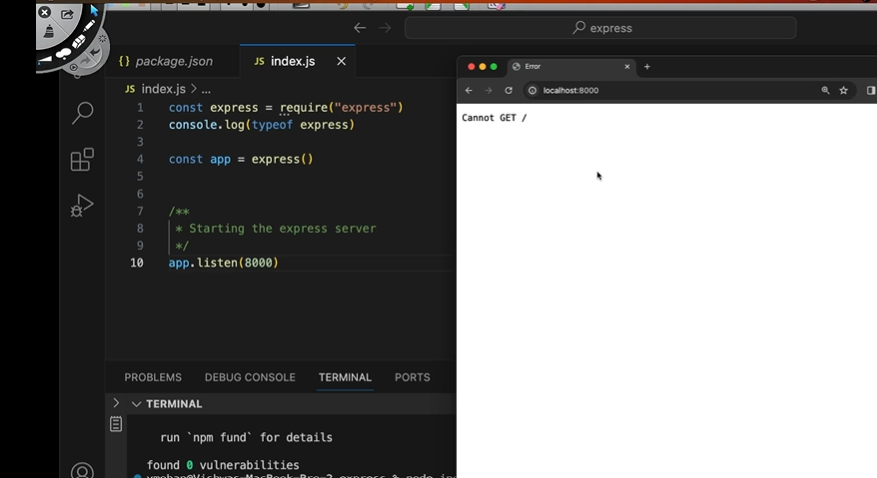 express
package.json
JS index.js
JS index.js > ...
1 const express = require("express")
2 console.log(typeof express)
3
4 const app = express()
5
6
7 /**
8 * Starting the express server
9 */
10 app.listen(8000)
Error
localhost:8000
Cannot GET /
PROBLEMS DEBUG CONSOLE TERMINAL PORTS
TERMINAL
run `npm fund` for details
found 0 vulnerabilities